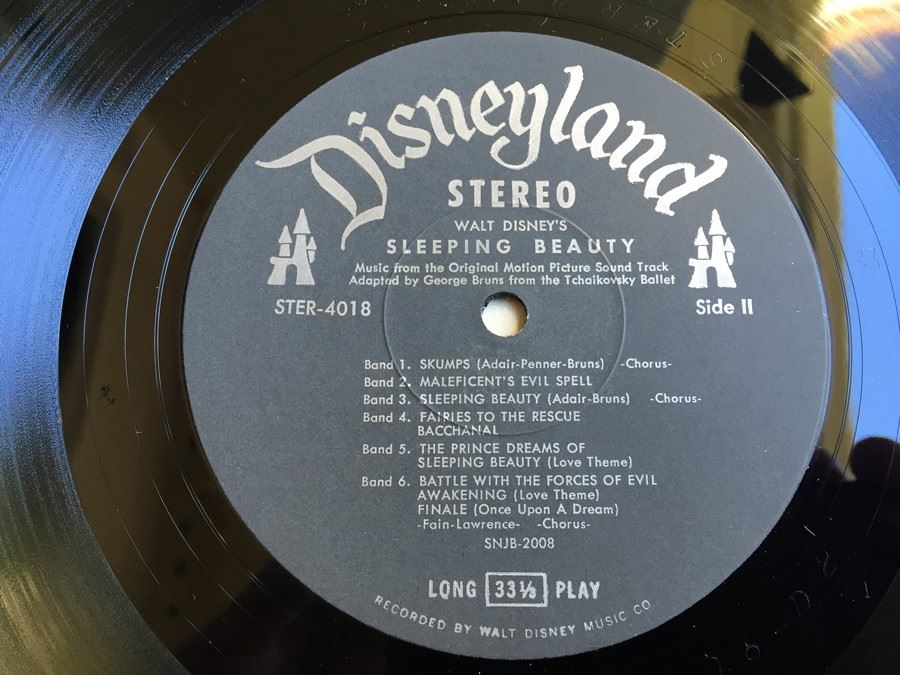 Disneyland
STEREO
WALT DISNEY'S
SLEEPING BEAUTY
Music from the Original Motion Picture Sound Track
Adapted by George Bruns from the Tchaikovsky Ballet
STER-4018
Side II
Band 1. SKUMPS (Adair-Penner-Bruns) -Chorus-
Band 2. MALEFICENT'S EVIL SPELL
Band 3. SLEEPING BEAUTY (Adair-Bruns) -Chorus-
Band 4. FAIRIES TO THE RESCUE
BACCHANAL
Band 5. THE PRINCE DREAMS OF
SLEEPING BEAUTY (Love Theme)
Band 6. BATTLE WITH THE FORCES OF EVIL
AWAKENING (Love Theme)
FINALE (Once Upon A Dream)
-Fain-Lawrence- -Chorus-
SNJB-2008
LONG 33⅓ PLAY
RECORDED BY WALT DISNEY MUSIC CO.